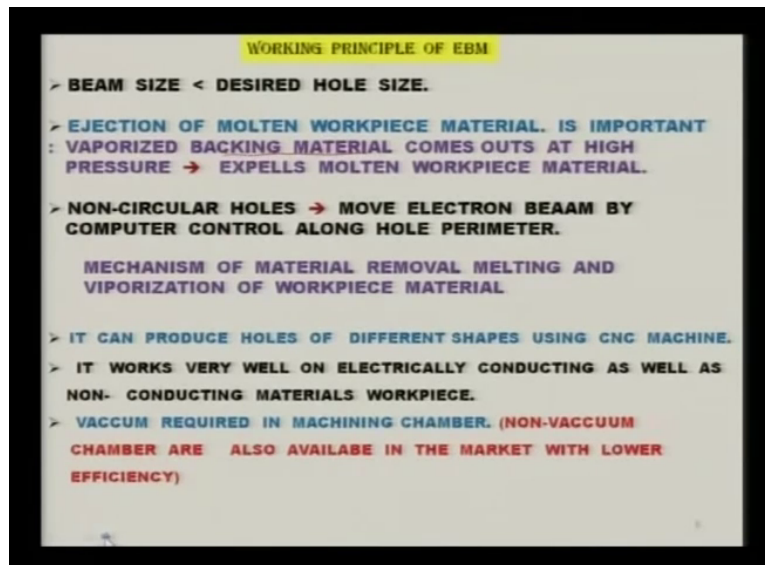 WORKING PRINCIPLE OF EBM
➢ BEAM SIZE < DESIRED HOLE SIZE.
➢ EJECTION OF MOLTEN WORKPIECE MATERIAL. IS IMPORTANT
: VAPORIZED BACKING MATERIAL COMES OUTS AT HIGH
PRESSURE → EXPELLS MOLTEN WORKPIECE MATERIAL.
➢ NON-CIRCULAR HOLES → MOVE ELECTRON BEAAM BY
COMPUTER CONTROL ALONG HOLE PERIMETER.
MECHANISM OF MATERIAL REMOVAL MELTING AND
VIPORIZATION OF WORKPIECE MATERIAL
➢ IT CAN PRODUCE HOLES OF DIFFERENT SHAPES USING CNC MACHINE.
➢ IT WORKS VERY WELL ON ELECTRICALLY CONDUCTING AS WELL AS
NON- CONDUCTING MATERIALS WORKPIECE.
➢ VACCUM REQUIRED IN MACHINING CHAMBER. (NON-VACCUUM
CHAMBER ARE ALSO AVAILABE IN THE MARKET WITH LOWER
EFFICIENCY)